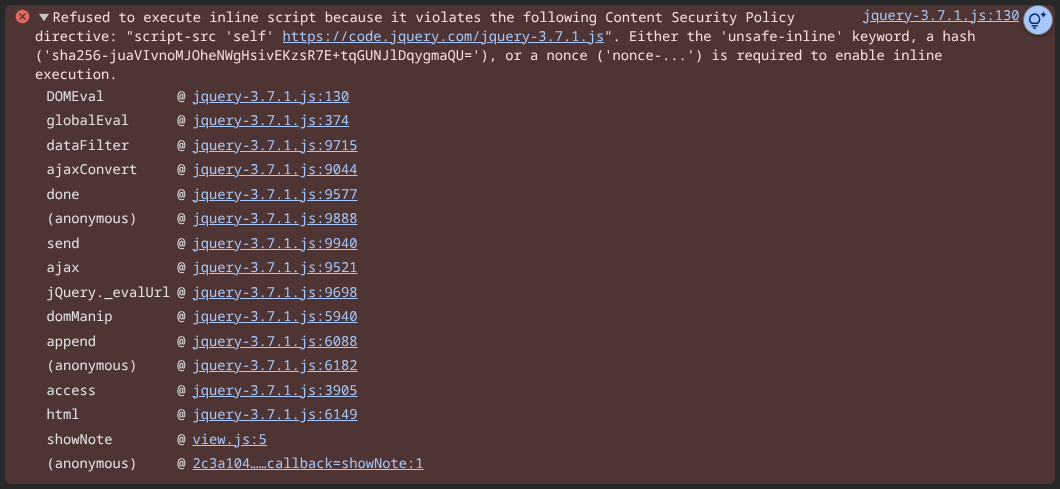 ▼Refused to execute inline script because it violates the following Content Security Policy jquery-3.7.1.js:130
directive: "script-src 'self' https://code.jquery.com/jquery-3.7.1.js". Either the 'unsafe-inline' keyword, a hash
('sha256-juaVIvnoMJOheNWgHsivEKzsR7E+tqGUNJlDqygmaQU='), or a nonce ('nonce-...') is required to enable inline
execution.
DOMEval @ jquery-3.7.1.js:130
globalEval @ jquery-3.7.1.js:374
dataFilter @ jquery-3.7.1.js:9715
ajaxConvert @ jquery-3.7.1.js:9044
done @ jquery-3.7.1.js:9577
(anonymous) @ jquery-3.7.1.js:9888
send @ jquery-3.7.1.js:9940
ajax @ jquery-3.7.1.js:9521
jQuery._evalUrl @ jquery-3.7.1.js:9698
domManip @ jquery-3.7.1.js:5940
append @ jquery-3.7.1.js:6088
(anonymous) @ jquery-3.7.1.js:6182
access @ jquery-3.7.1.js:3905
html @ jquery-3.7.1.js:6149
showNote @ view.js:5
(anonymous) @ 2c3a104……callback=showNote:1